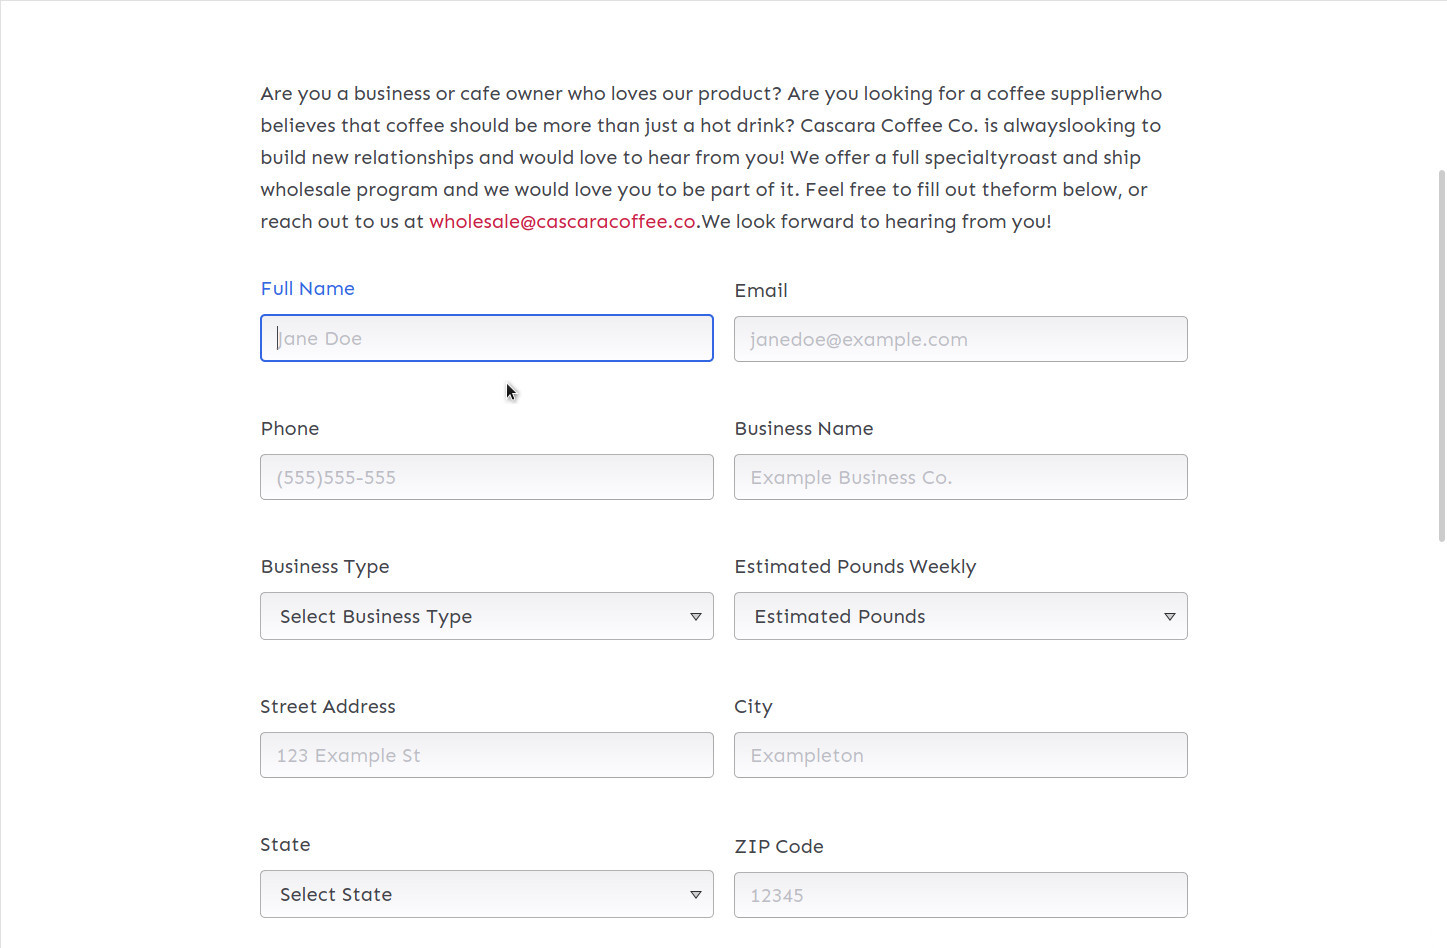 Are you a business or cafe owner who loves our product? Are you looking for a coffee supplierwho
believes that coffee should be more than just a hot drink? Cascara Coffee Co. is alwayslooking to
build new relationships and would love to hear from you! We offer a full specialtyroast and ship
wholesale program and we would love you to be part of it. Feel free to fill out theform below, or
reach out to us at wholesale@cascaracoffee.co.We look forward to hearing from you!
Full Name
Email
Jane Doe
janedoe@example.com
Phone
Business Name
(555)555-555
Example Business Co.
Business Type
Estimated Pounds Weekly
Select Business Type
Estimated Pounds
Street Address
City
123 Example St
Exampleton
State
ZIP Code
Select State
12345